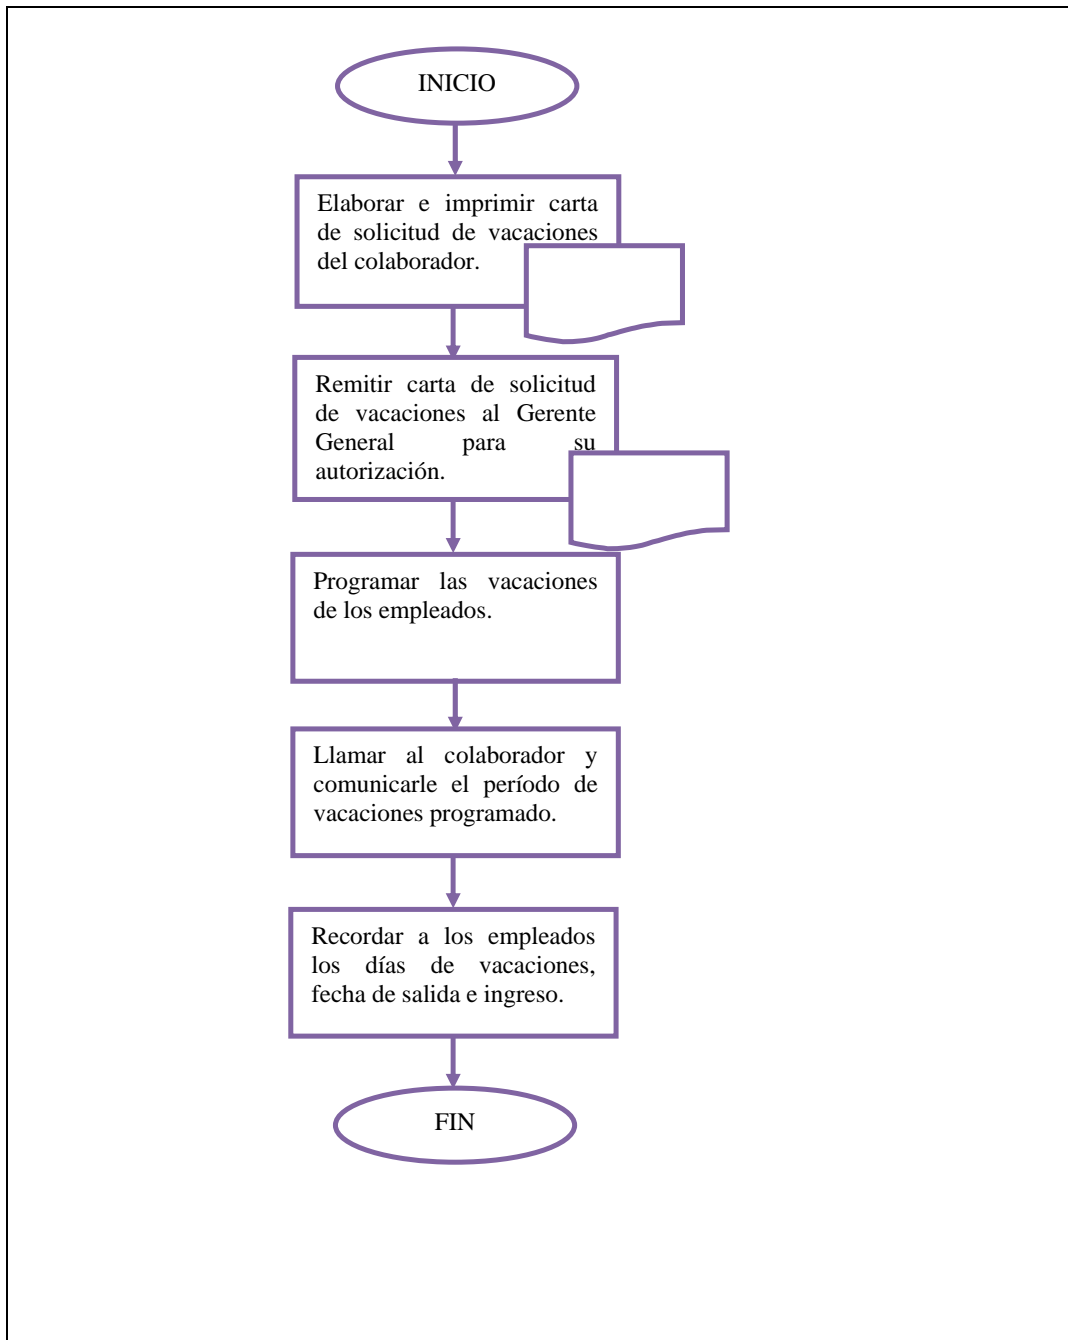 INICIO
Elaborar e imprimir carta
de solicitud de vacaciones
del colaborador.
Remitir carta de solicitud
de vacaciones al Gerente
General para su
autorización.
Programar las vacaciones
de los empleados.
Llamar al colaborador y
comunicarle el período de
vacaciones programado.
Recordar a los empleados
los días de vacaciones,
fecha de salida e ingreso.
FIN